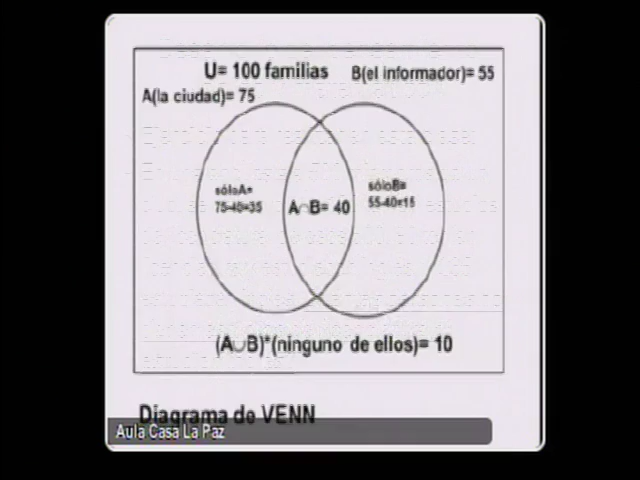 U= 100 familias
B(el informador)= 55
A(la ciudad)= 75
sóloA=
75-40=35
A∩B= 40
sóloB=
55-40=15
(A∪B)*(ninguno de ellos)= 10
Diagrama de VENN
Aula Casa La Paz